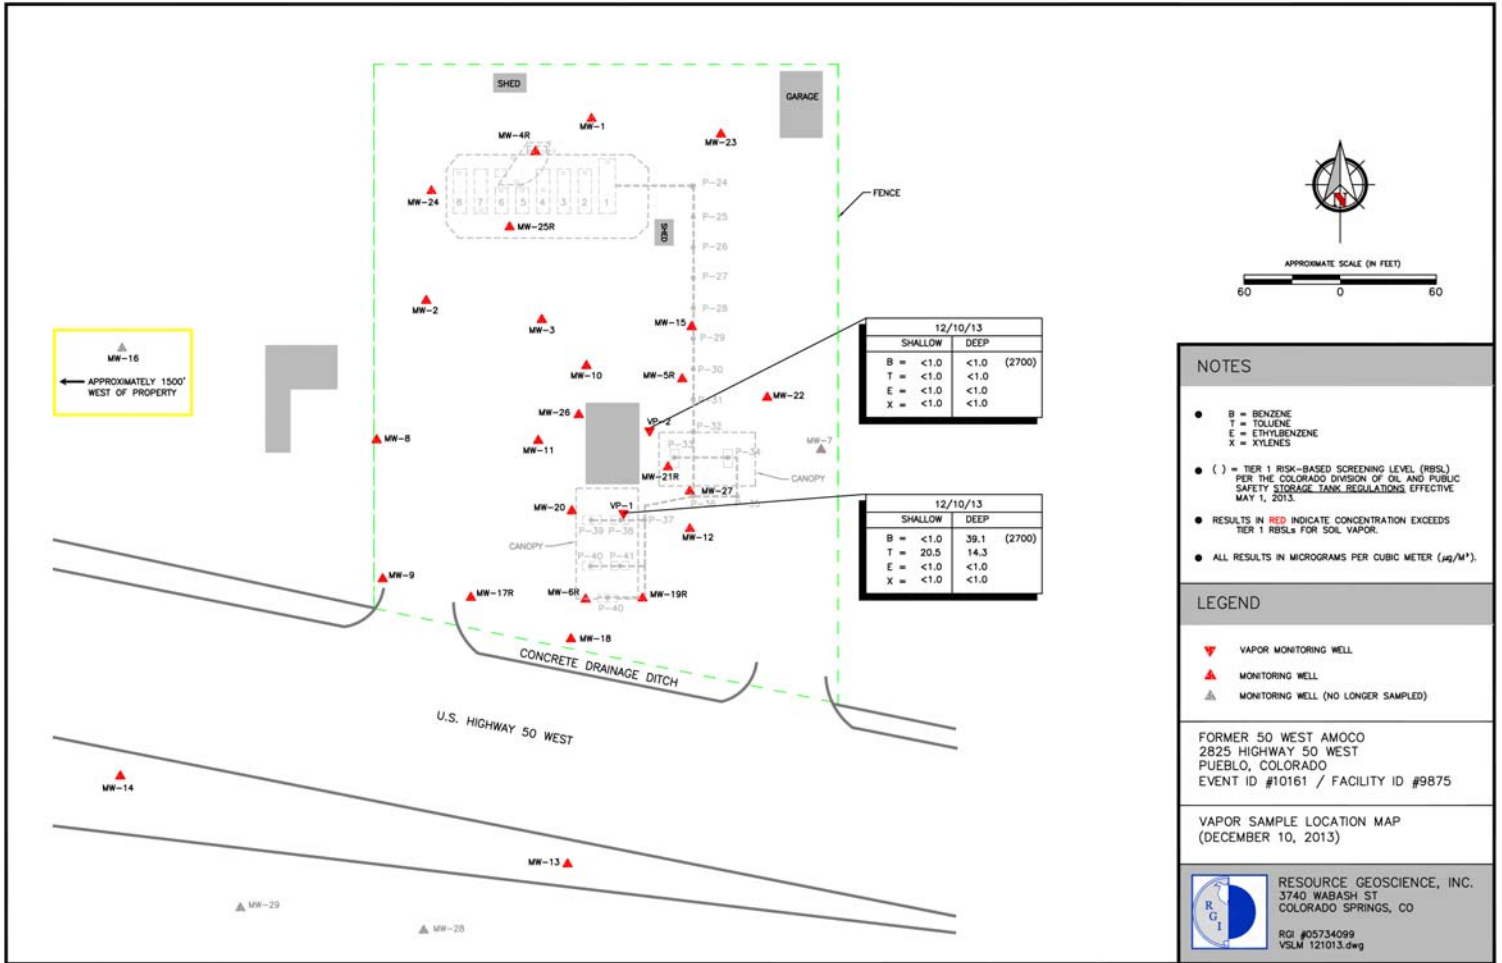 SHED
GARAGE
MW-1
MW-4R
MW-23
P-24
MW-24
8 7 6 5 4 3 2 1
FENCE
P-25
MW-25R
SHED
P-26
N
APPROXIMATE SCALE (IN FEET)
60 0 60
P-27
MW-2
P-28
MW-3
MW-15
P-29
MW-16
APPROXIMATELY 1500'
WEST OF PROPERTY
MW-10
P-30
MW-5R
MW-22
P-31
MW-26
VP-2
P-32
MW-8
MW-11
P-33
P-34
MW-7
MW-21R
CANOPY
MW-27
P-35
MW-20
VP-1
P-37
P-39 P-38
MW-12
CANOPY
P-40 P-41
MW-9
MW-17R
MW-6R
MW-19R
P-40
MW-18
CONCRETE DRAINAGE DITCH
U.S. HIGHWAY 50 WEST
MW-14
MW-13
MW-29
MW-28
12/10/13
SHALLOW DEEP
B = <1.0 <1.0 (2700)
T = <1.0 <1.0
E = <1.0 <1.0
X = <1.0 <1.0
12/10/13
SHALLOW DEEP
B = <1.0 39.1 (2700)
T = 20.5 14.3
E = <1.0 <1.0
X = <1.0 <1.0
NOTES
● B = BENZENE
T = TOLUENE
E = ETHYLBENZENE
X = XYLENES
● ( ) = TIER 1 RISK-BASED SCREENING LEVEL (RBSL)
PER THE COLORADO DIVISION OF OIL AND PUBLIC
SAFETY STORAGE TANK REGULATIONS EFFECTIVE
MAY 1, 2013.
● RESULTS IN RED INDICATE CONCENTRATION EXCEEDS
TIER 1 RBSLs FOR SOIL VAPOR.
● ALL RESULTS IN MICROGRAMS PER CUBIC METER (µg/M³).
LEGEND
VAPOR MONITORING WELL
MONITORING WELL
MONITORING WELL (NO LONGER SAMPLED)
FORMER 50 WEST AMOCO
2825 HIGHWAY 50 WEST
PUEBLO, COLORADO
EVENT ID #10161 / FACILITY ID #9875
VAPOR SAMPLE LOCATION MAP
(DECEMBER 10, 2013)
RGI
RESOURCE GEOSCIENCE, INC.
3740 WABASH ST
COLORADO SPRINGS, CO
RGI #05734099
VSLM 121013.dwg